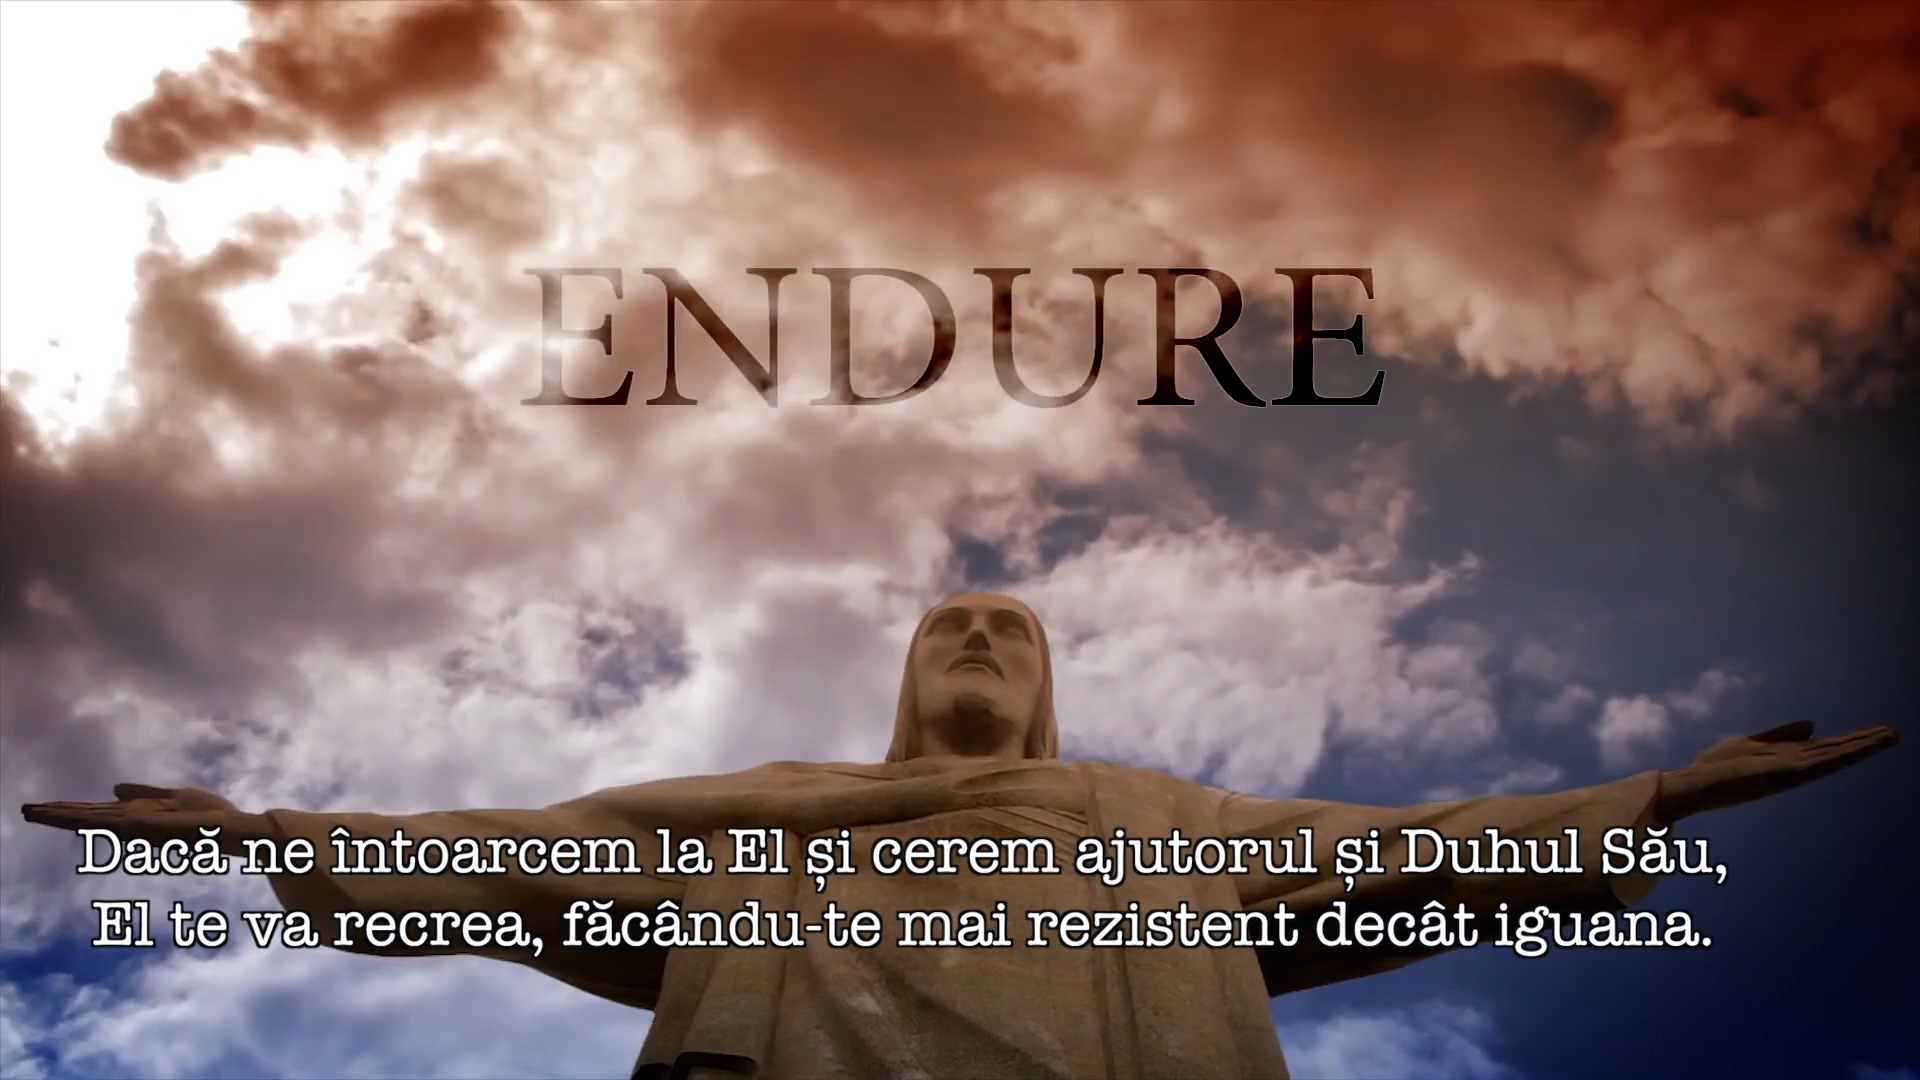 ENDURE
Dacă ne întoarcem la El și cerem ajutorul și Duhul Său,
El te va recrea, făcându-te mai rezistent decât iguana.